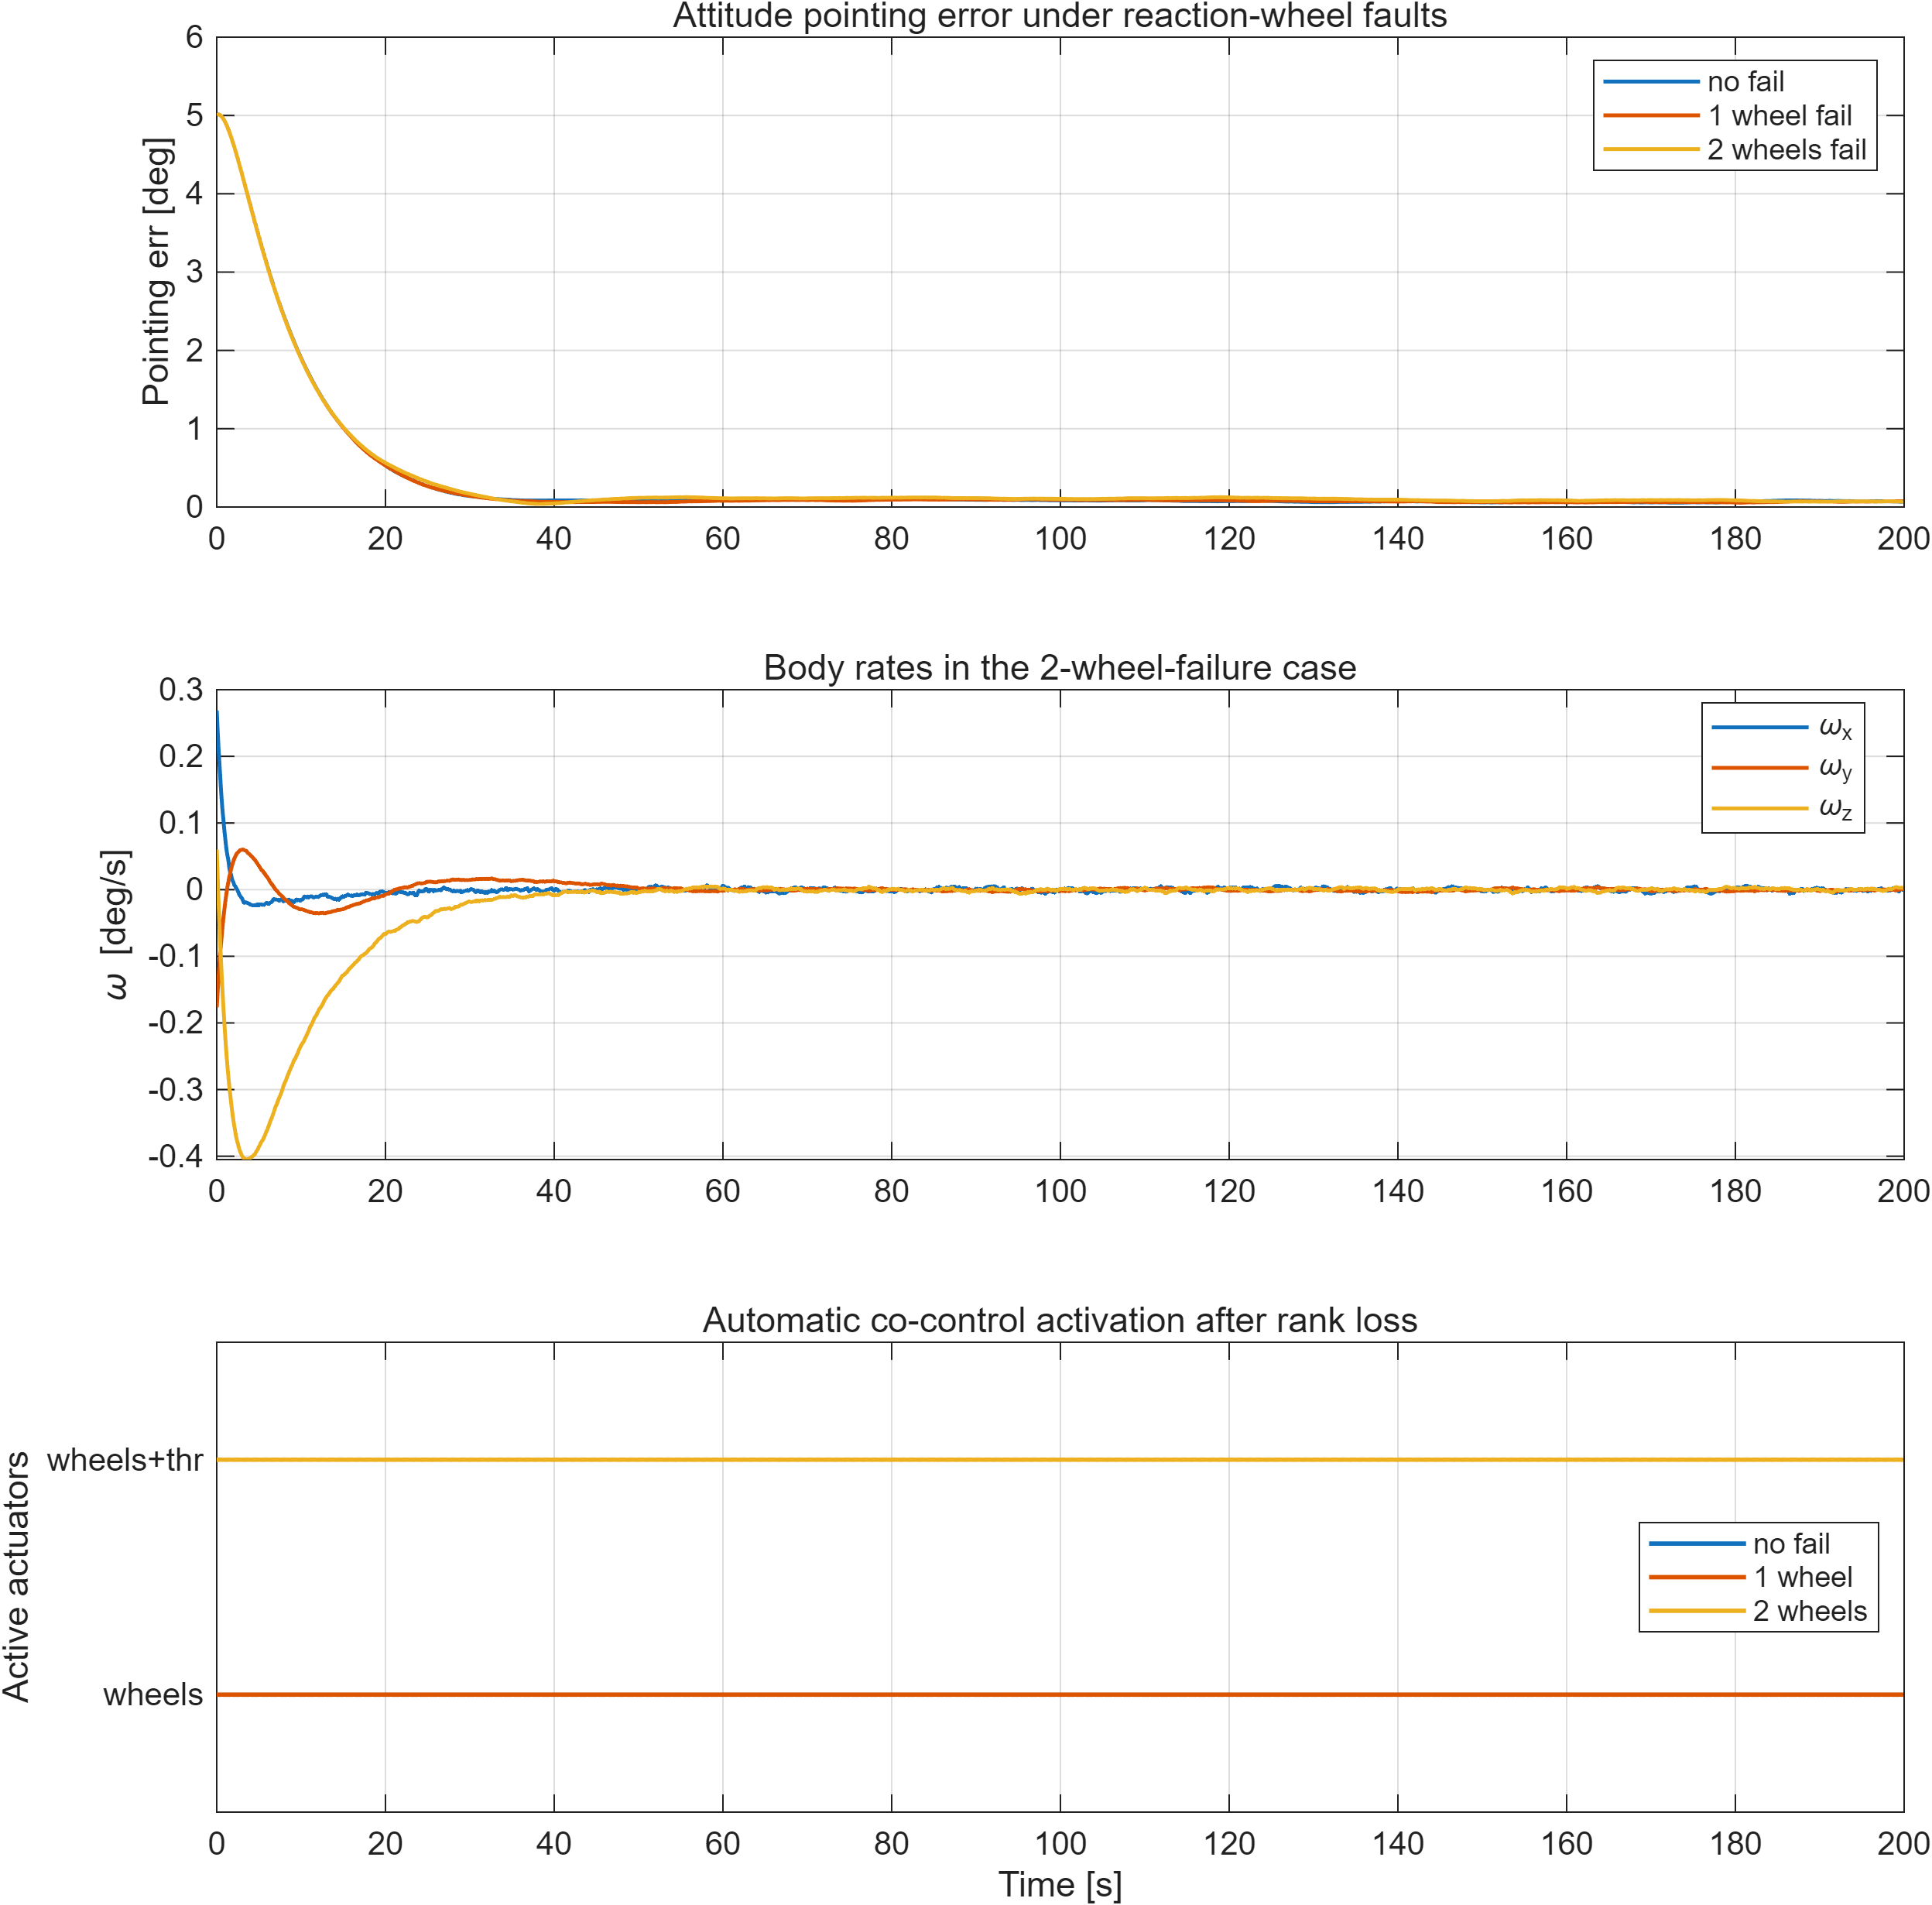 Attitude pointing error under reaction-wheel faults
6
5
4
3
2
1
0
Pointing err [deg]
no fail
1 wheel fail
2 wheels fail
0 20 40 60 80 100 120 140 160 180 200
Body rates in the 2-wheel-failure case
0.3
0.2
0.1
0
-0.1
-0.2
-0.3
-0.4
ω [deg/s]
ωx
ωy
ωz
0 20 40 60 80 100 120 140 160 180 200
Automatic co-control activation after rank loss
wheels+thr
wheels
Active actuators
no fail
1 wheel
2 wheels
0 20 40 60 80 100 120 140 160 180 200
Time [s]